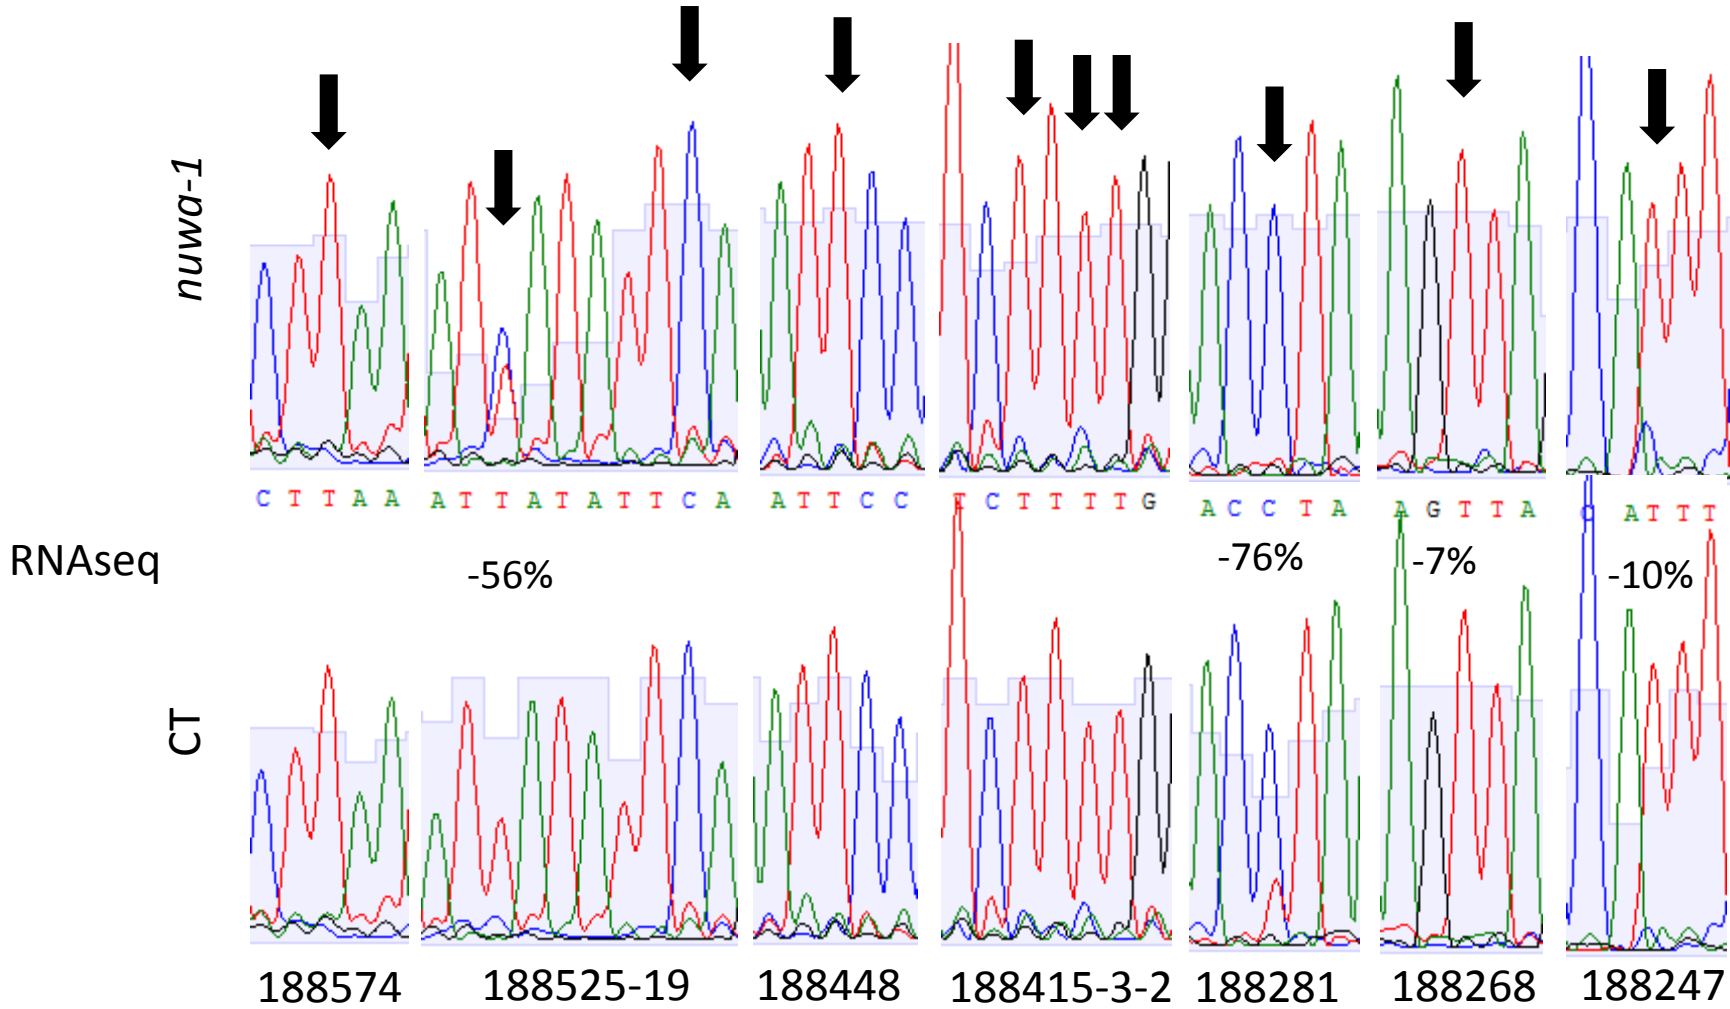 nuwa-1
C T T A A A T T A T A T T C A A T T C C T C T T T T G A C C T A A G T T A C A T T T
RNAseq -56% -76% -7% -10%
CT
188574 188525-19 188448 188415-3-2 188281 188268 188247